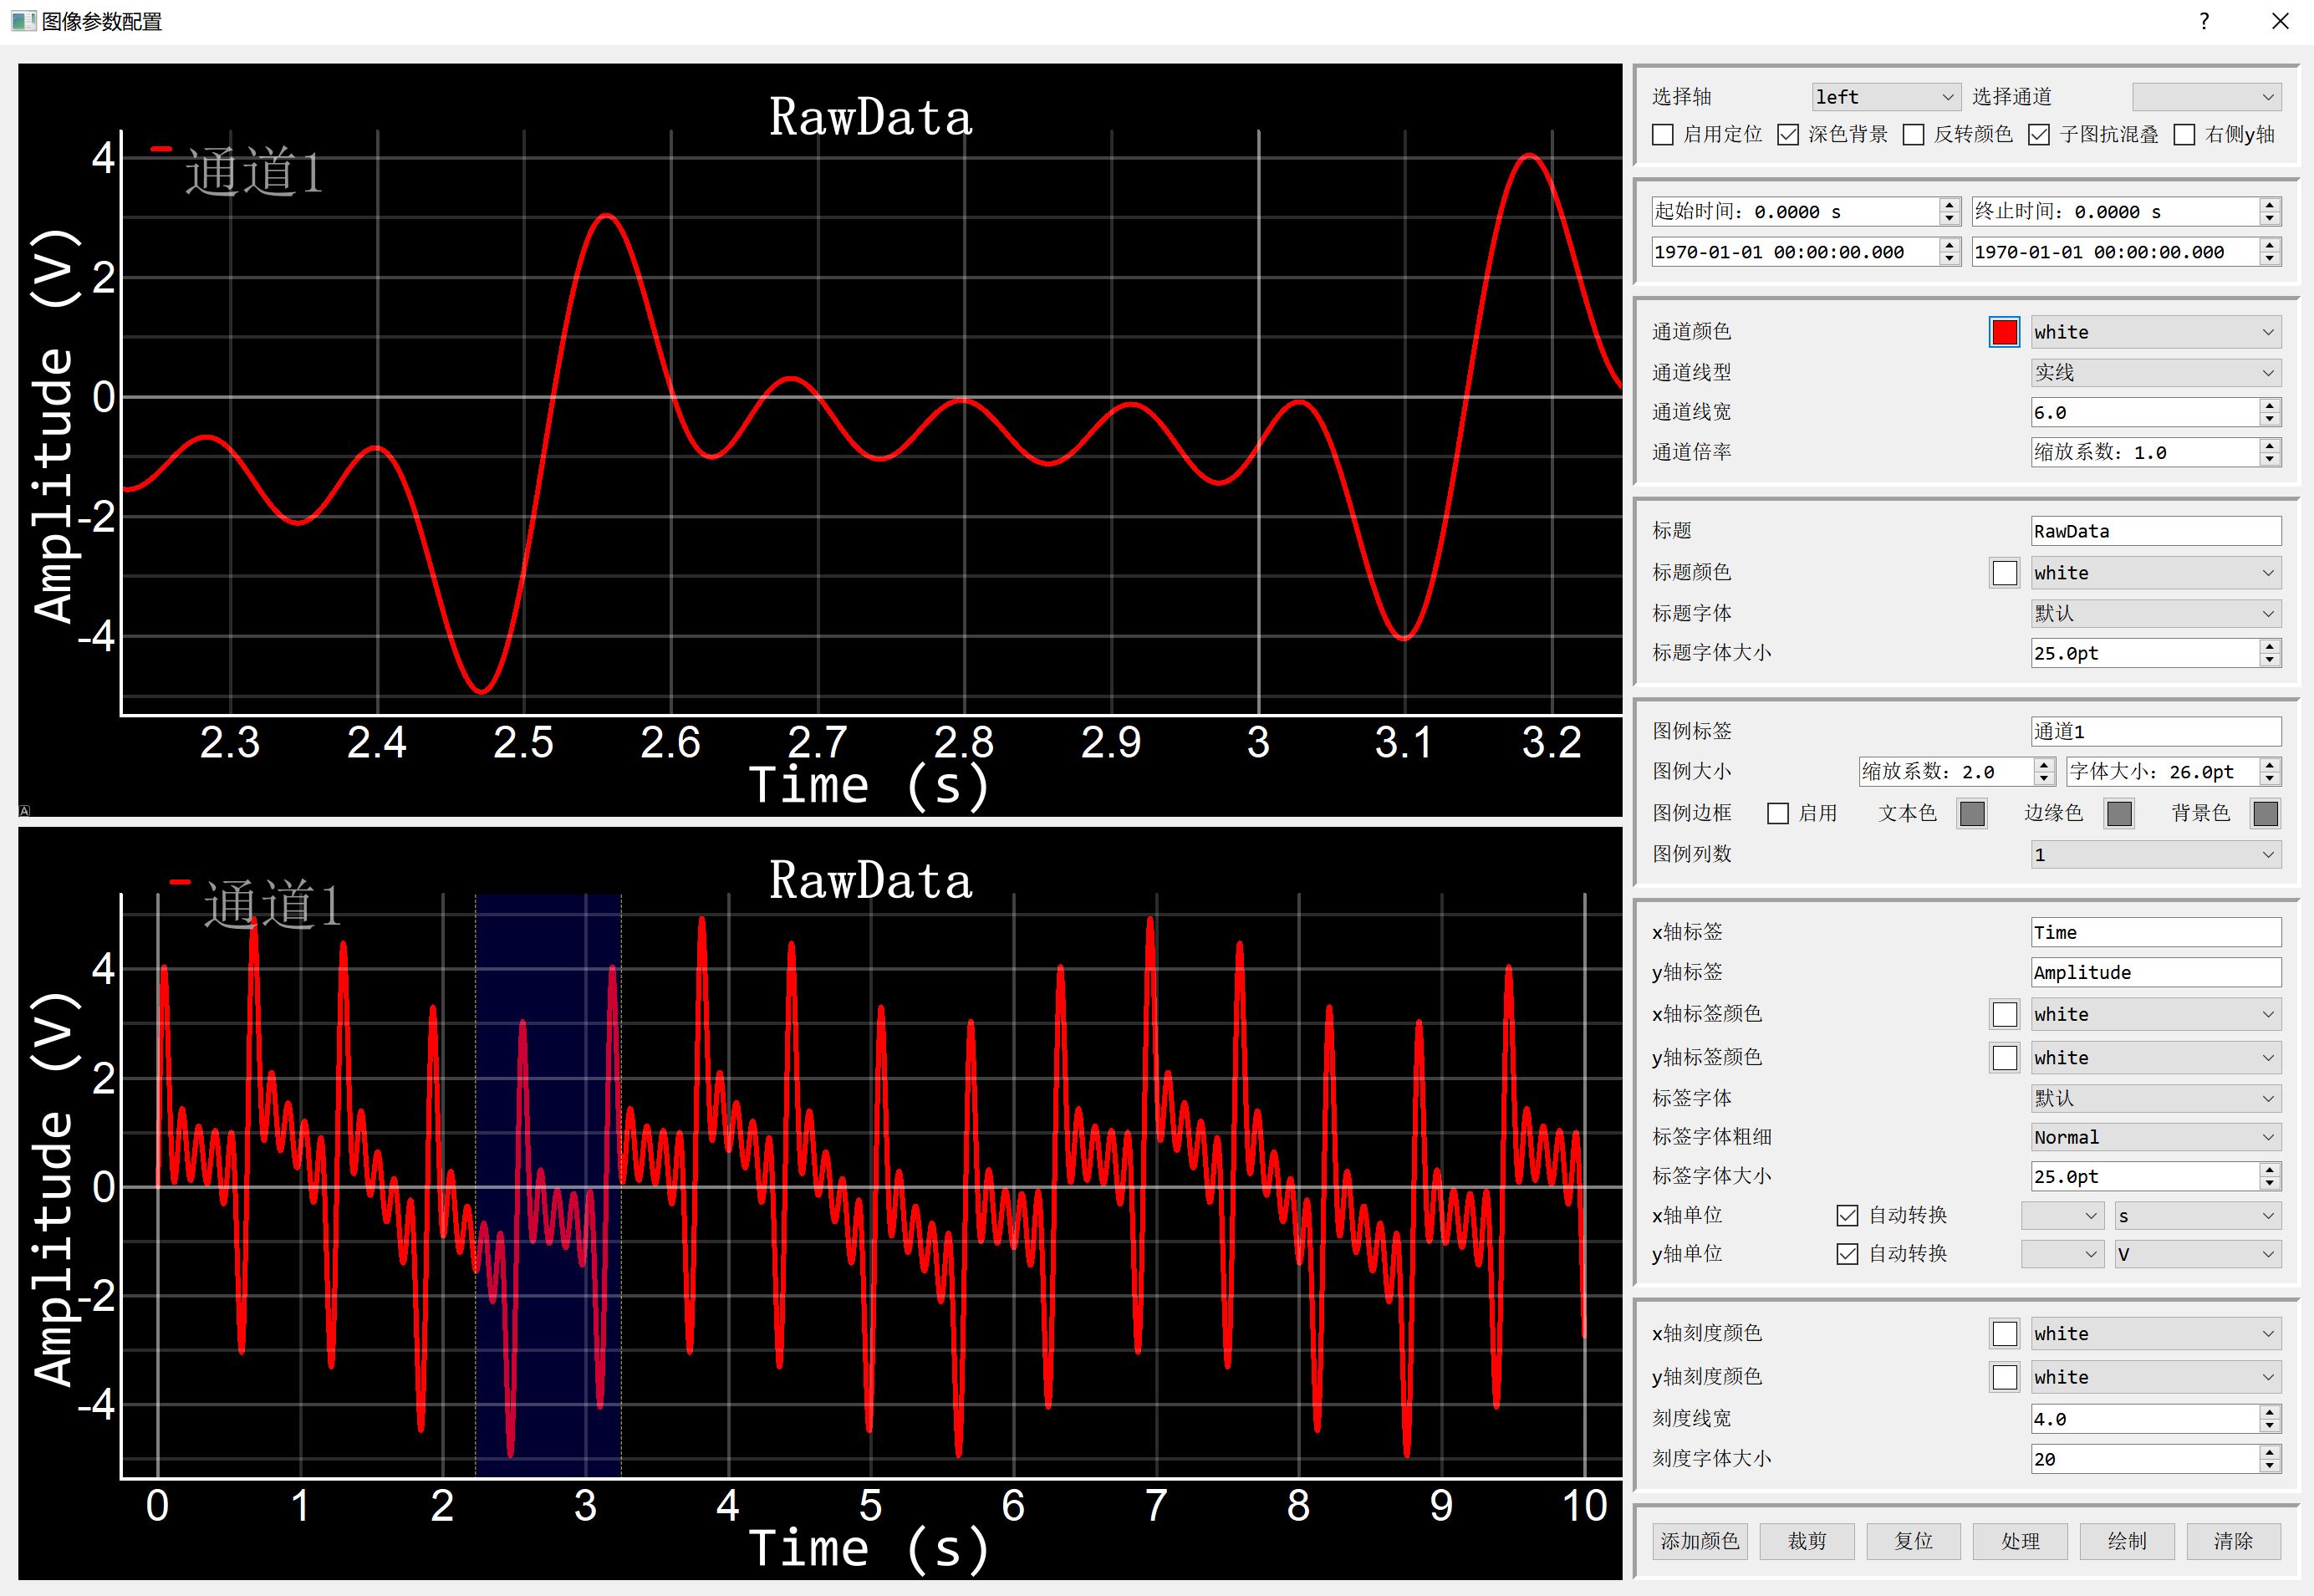 图像参数配置
?
RawData
通道1
Amplitude (V)
4
2
0
-2
-4
2.3 2.4 2.5 2.6 2.7 2.8 2.9 3 3.1 3.2
Time (s)
A
RawData
通道1
Amplitude (V)
4
2
0
-2
-4
0 1 2 3 4 5 6 7 8 9 10
Time (s)
选择轴 left 选择通道
启用定位 深色背景 反转颜色 子图抗混叠 右侧y轴
起始时间: 0.0000 s 终止时间: 0.0000 s
1970-01-01 00:00:00.000 1970-01-01 00:00:00.000
通道颜色 white
通道线型 实线
通道线宽 6.0
通道倍率 缩放系数: 1.0
标题 RawData
标题颜色 white
标题字体 默认
标题字体大小 25.0pt
图例标签 通道1
图例大小 缩放系数: 2.0 字体大小: 26.0pt
图例边框 启用 文本色 边缘色 背景色
图例列数 1
x轴标签 Time
y轴标签 Amplitude
x轴标签颜色 white
y轴标签颜色 white
标签字体 默认
标签字体粗细 Normal
标签字体大小 25.0pt
x轴单位 自动转换 s
y轴单位 自动转换 V
x轴刻度颜色 white
y轴刻度颜色 white
刻度线宽 4.0
刻度字体大小 20
添加颜色 裁剪 复位 处理 绘制 清除